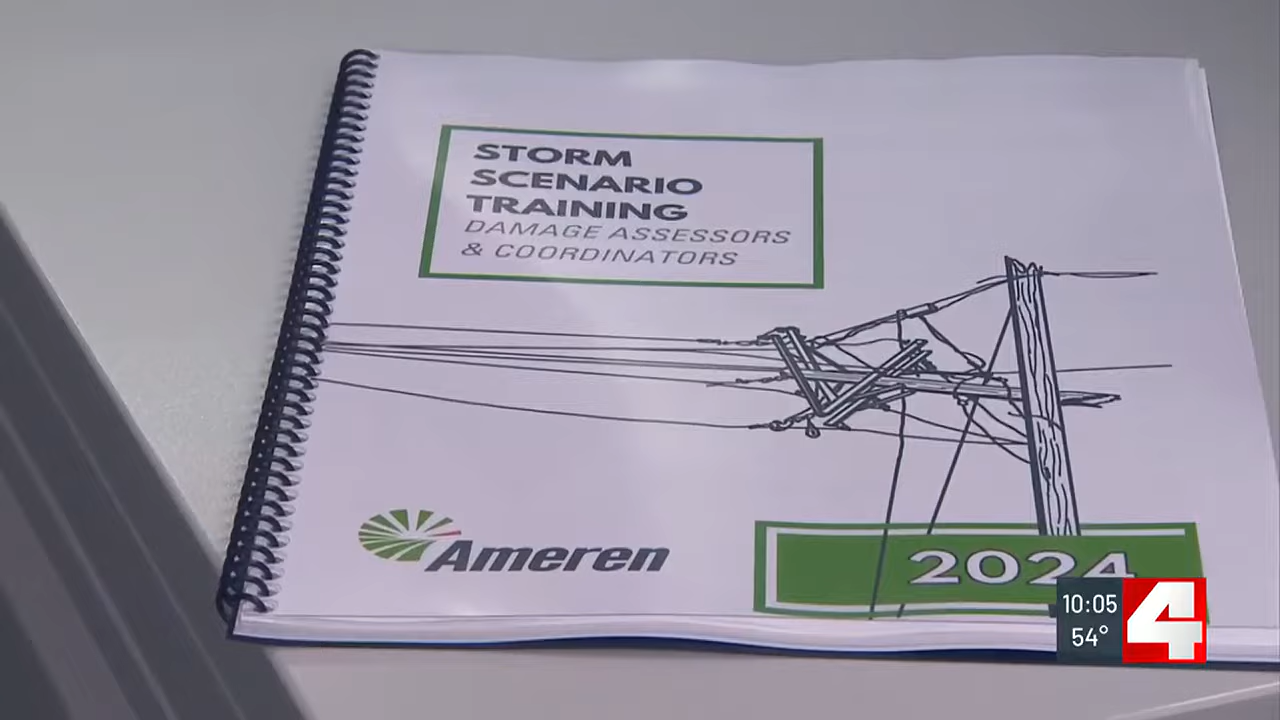 STORM
SCENARIO
TRAINING
DAMAGE ASSESSORS
& COORDINATORS
Ameren
2024
10:05
54°
4